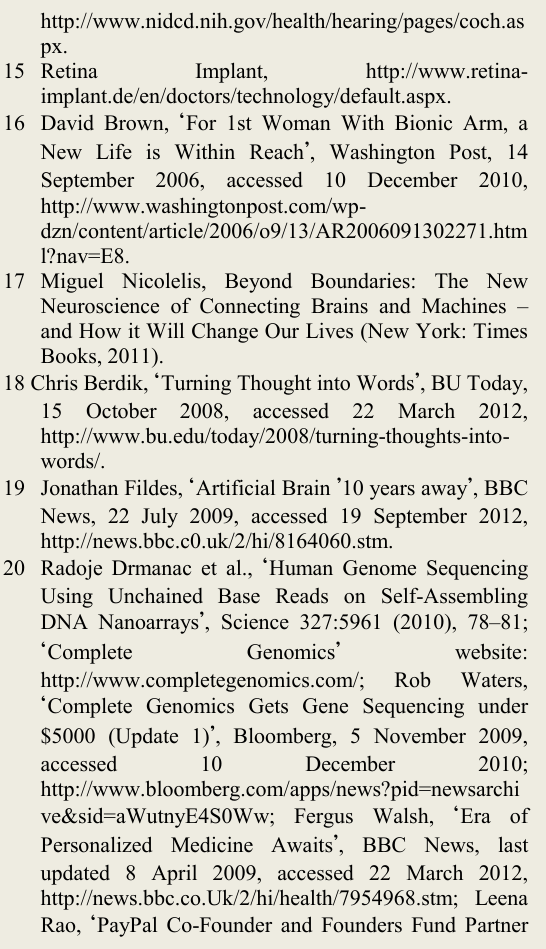 http://www.nidcd.nih.gov/health/hearing/pages/coch.as
px.
15 Retina Implant, http://www.retina-
implant.de/en/doctors/technology/default.aspx.
16 David Brown, ‘For 1st Woman With Bionic Arm, a
New Life is Within Reach’, Washington Post, 14
September 2006, accessed 10 December 2010,
http://www.washingtonpost.com/wp-
dzn/content/article/2006/o9/13/AR2006091302271.htm
l?nav=E8.
17 Miguel Nicolelis, Beyond Boundaries: The New
Neuroscience of Connecting Brains and Machines –
and How it Will Change Our Lives (New York: Times
Books, 2011).
18 Chris Berdik, ‘Turning Thought into Words’, BU Today,
15 October 2008, accessed 22 March 2012,
http://www.bu.edu/today/2008/turning-thoughts-into-
words/.
19 Jonathan Fildes, ‘Artificial Brain ’10 years away’, BBC
News, 22 July 2009, accessed 19 September 2012,
http://news.bbc.c0.uk/2/hi/8164060.stm.
20 Radoje Drmanac et al., ‘Human Genome Sequencing
Using Unchained Base Reads on Self-Assembling
DNA Nanoarrays’, Science 327:5961 (2010), 78–81;
‘Complete Genomics’ website:
http://www.completegenomics.com/; Rob Waters,
‘Complete Genomics Gets Gene Sequencing under
$5000 (Update 1)’, Bloomberg, 5 November 2009,
accessed 10 December 2010;
http://www.bloomberg.com/apps/news?pid=newsarchi
ve&sid=aWutnyE4S0Ww; Fergus Walsh, ‘Era of
Personalized Medicine Awaits’, BBC News, last
updated 8 April 2009, accessed 22 March 2012,
http://news.bbc.co.Uk/2/hi/health/7954968.stm; Leena
Rao, ‘PayPal Co-Founder and Founders Fund Partner